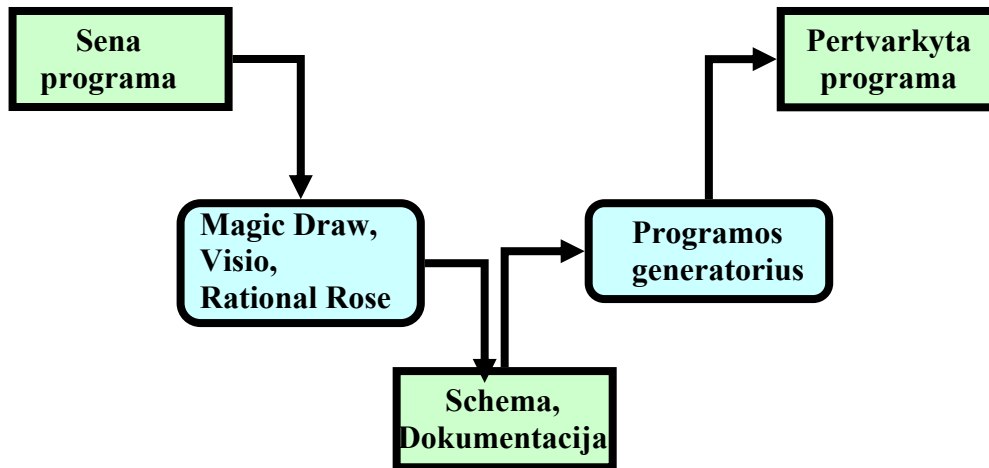 Sena
programa
Pertvarkyta
programa
Magic Draw,
Visio,
Rational Rose
Programos
generatorius
Schema,
Dokumentacija